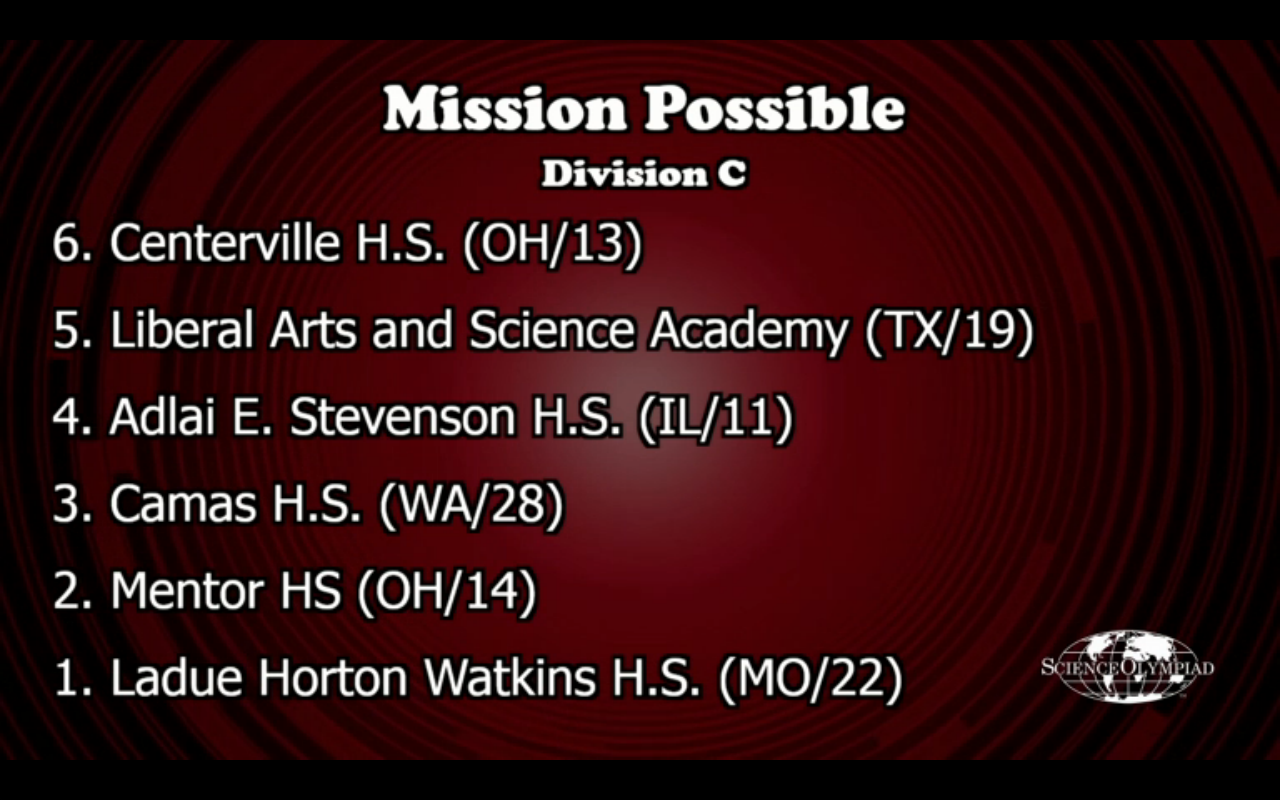 Mission Possible
Division C
6. Centerville H.S. (OH/13)
5. Liberal Arts and Science Academy (TX/19)
4. Adlai E. Stevenson H.S. (IL/11)
3. Camas H.S. (WA/28)
2. Mentor HS (OH/14)
1. Ladue Horton Watkins H.S. (MO/22)
SCIENCE OLYMPIAD